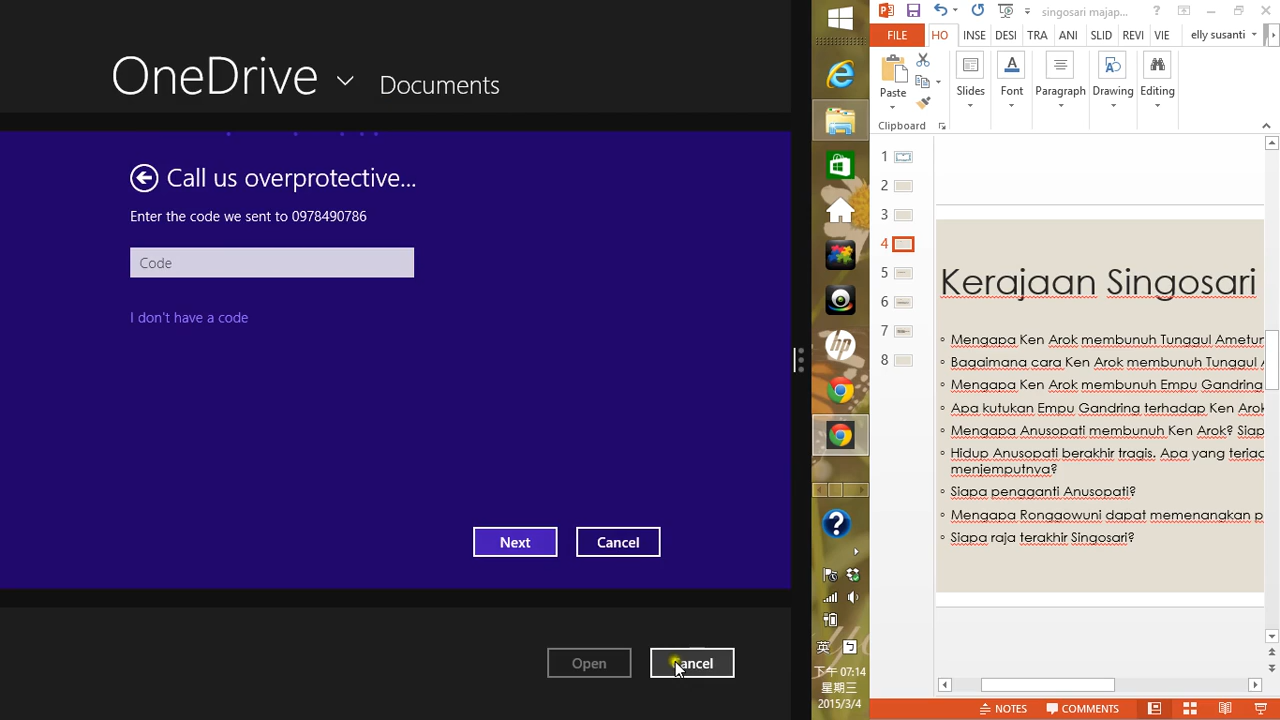 OneDrive
Documents
Call us overprotective...
Enter the code we sent to 0978490786
Code
I don't have a code
Next
Cancel
Open
Cancel
hp
英
下午 07:14
星期三
2015/3/4
singosari majap...
FILE
HO
INSE
DESI
TRA
ANI
SLID
REVI
VIE
elly susanti
Paste
Slides
Font
Paragraph
Drawing
Editing
Clipboard
1
2
3
4
5
6
7
8
Kerajaan Singosari
Mengapa Ken Arok membunuh Tunggul Ametun
Bagaimana cara Ken Arok membunuh Tunggul A
Mengapa Ken Arok membunuh Empu Gandring
Apa kutukan Empu Gandring terhadap Ken Arok
Mengapa Anusopati membunuh Ken Arok? Siap
Hidup Anusopati berakhir tragis. Apa yang terjad
menjemputnya?
Siapa pengganti Anusopati?
Mengapa Ronggowuni dapat memenangkan p
Siapa raja terakhir Singosari?
NOTES
COMMENTS